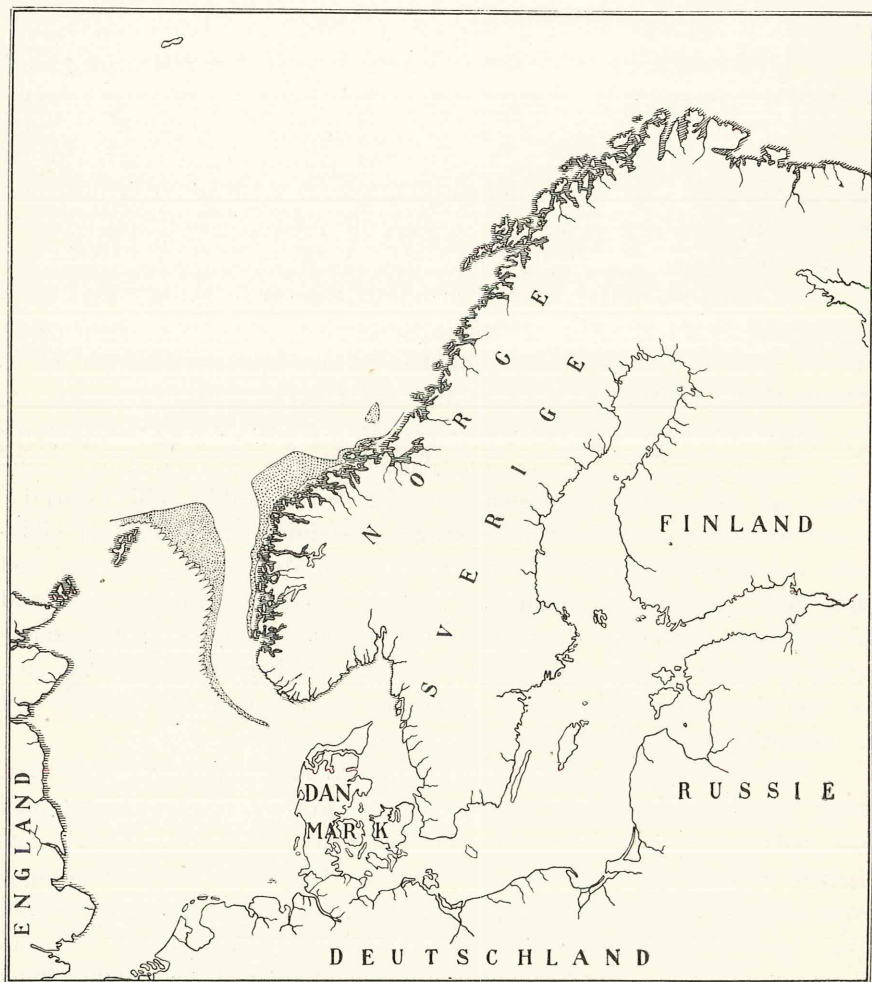 NORGE
SVERIGE
FINLAND
RUSSIE
DAN
MARK
ENGLAND
DEUTSCHLAND